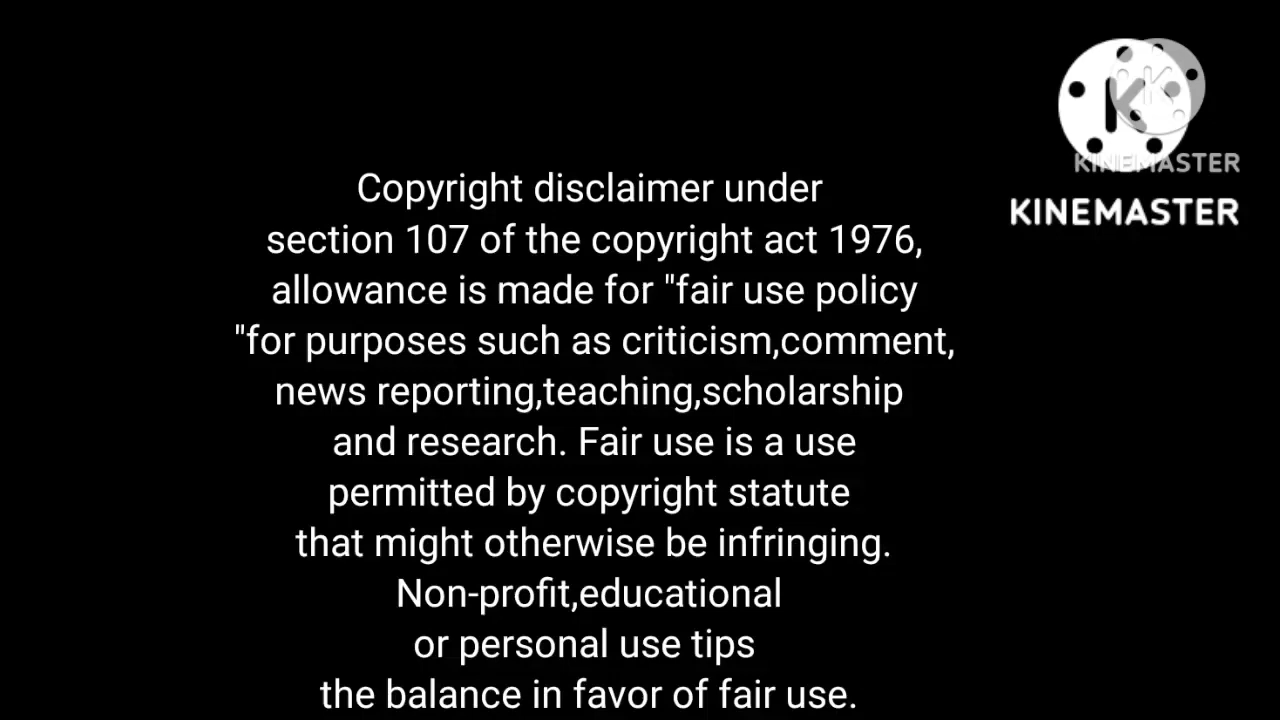 KINEMASTER
KINEMASTER
Copyright disclaimer under
section 107 of the copyright act 1976,
allowance is made for "fair use policy
"for purposes such as criticism,comment,
news reporting,teaching,scholarship
and research. Fair use is a use
permitted by copyright statute
that might otherwise be infringing.
Non-profit,educational
or personal use tips
the balance in favor of fair use.